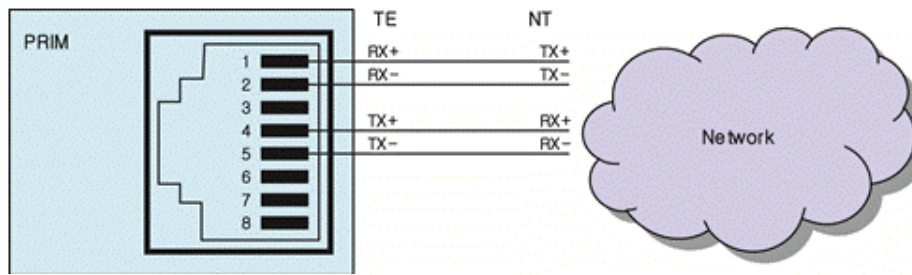 TE NT
PRIM
1 RX+ TX+
2 RX- TX-
3
4 TX+ RX+
5 TX- RX-
6
7
8
Network